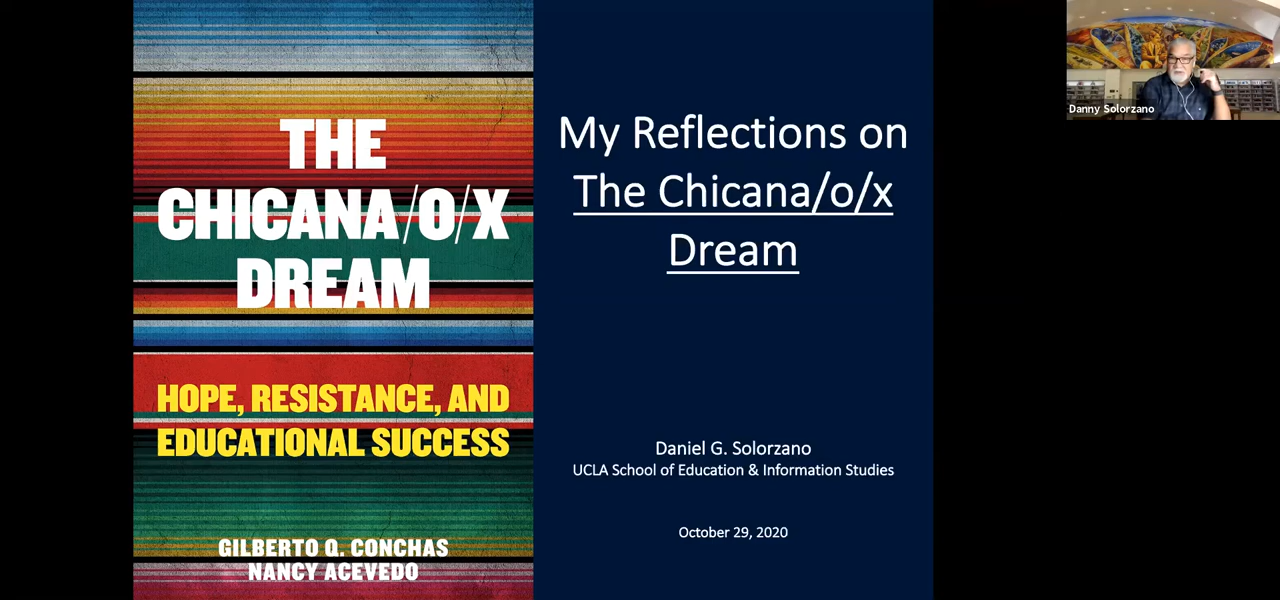 THE
CHICANA/O/X
DREAM
HOPE, RESISTANCE, AND
EDUCATIONAL SUCCESS
GILBERTO Q. CONCHAS
NANCY ACEVEDO
My Reflections on
The Chicana/o/x
Dream
Daniel G. Solorzano
UCLA School of Education & Information Studies
October 29, 2020
Danny Solorzano